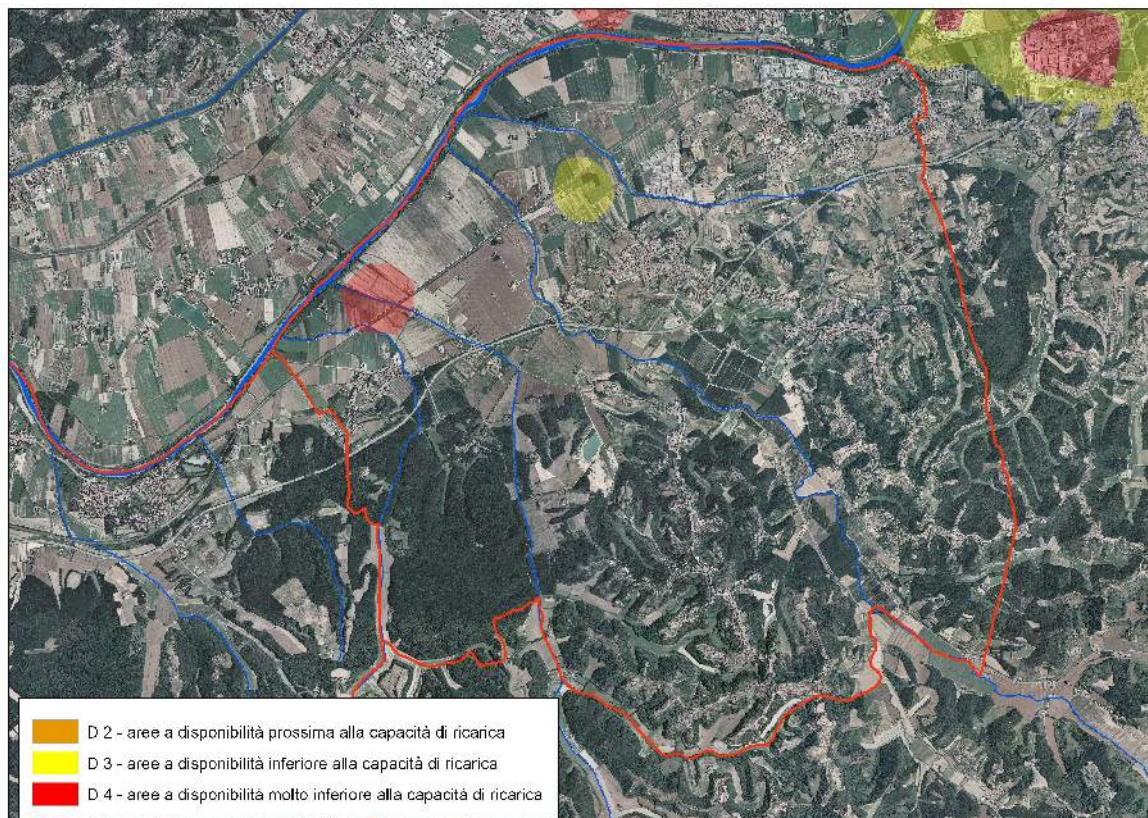 D 2 - aree a disponibilità prossima alla capacità di ricarica
D 3 - aree a disponibilità inferiore alla capacità di ricarica
D 4 - aree a disponibilità molto inferiore alla capacità di ricarica